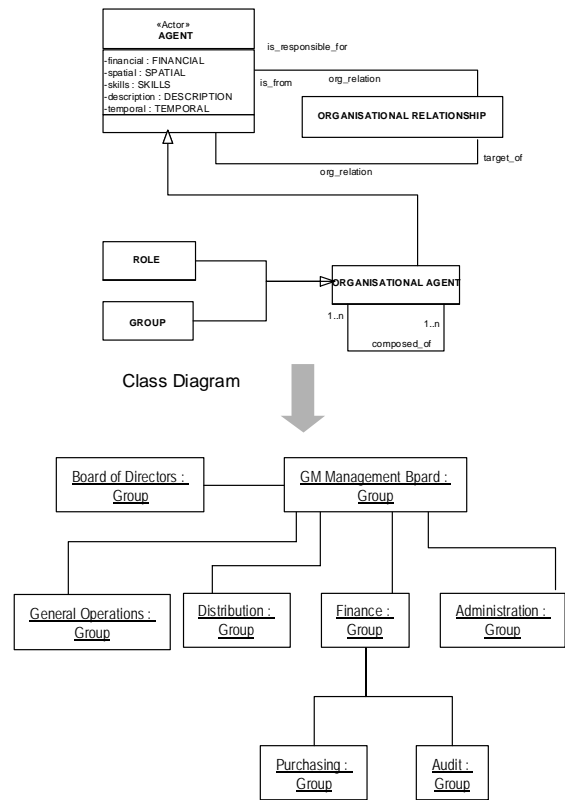 «Actor»
AGENT
-financial : FINANCIAL
-spatial : SPATIAL
-skills : SKILLS
-description : DESCRIPTION
-temporal : TEMPORAL
is_responsible_for
is_from
org_relation
ORGANISATIONAL RELATIONSHIP
target_of
org_relation
ROLE
GROUP
ORGANISATIONAL AGENT
1..n
1..n
composed_of
Class Diagram
Board of Directors :
Group
GM Management Bpard :
Group
General Operations :
Group
Distribution :
Group
Finance :
Group
Administration :
Group
Purchasing :
Group
Audit :
Group